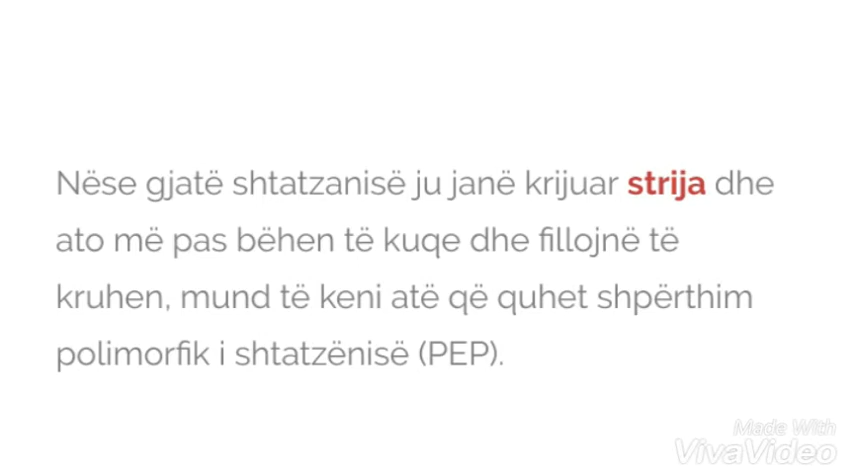 Nëse gjatë shtatzanisë ju janë krijuar strija dhe
ato më pas bëhen të kuqe dhe fillojnë të
kruhen, mund të keni atë që quhet shpërthim
polimorfik i shtatzënisë (PEP).
Made With
VivaVideo